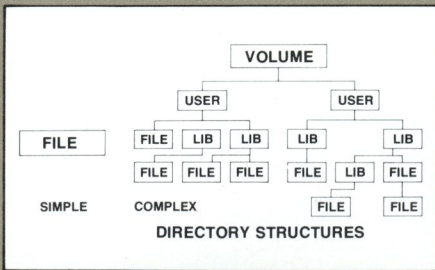 VOLUME
USER USER
FILE FILE LIB LIB LIB LIB
FILE FILE FILE FILE LIB FILE
FILE FILE
SIMPLE COMPLEX
DIRECTORY STRUCTURES